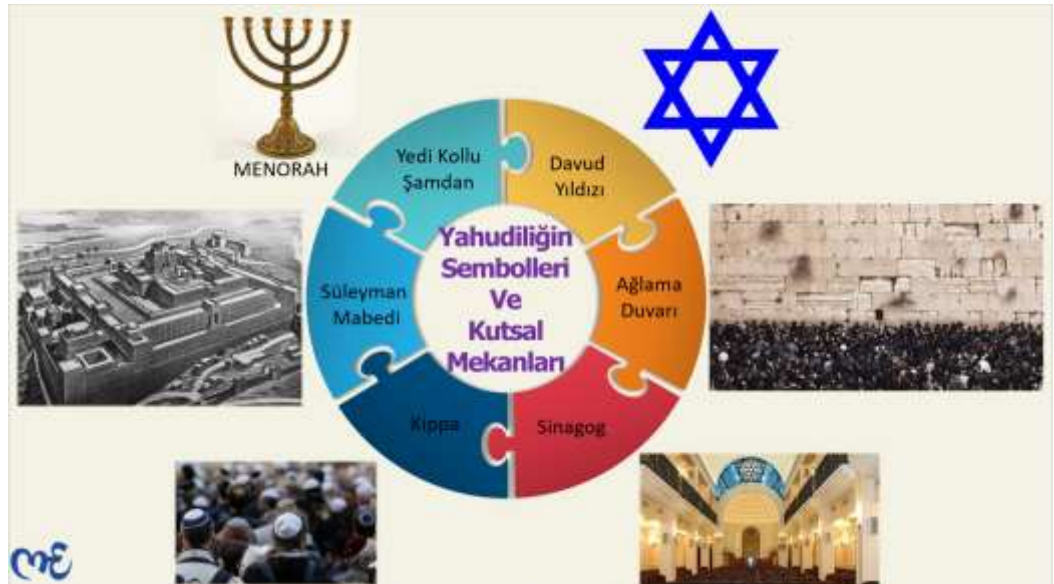 MENORAH
Yedi Kollu
Şamdan
Davud
Yıldızı
Süleyman
Mabedi
Yahudiliğin
Sembolleri
Ve
Kutsal
Mekanları
Ağlama
Duvarı
Kippa
Sinagog